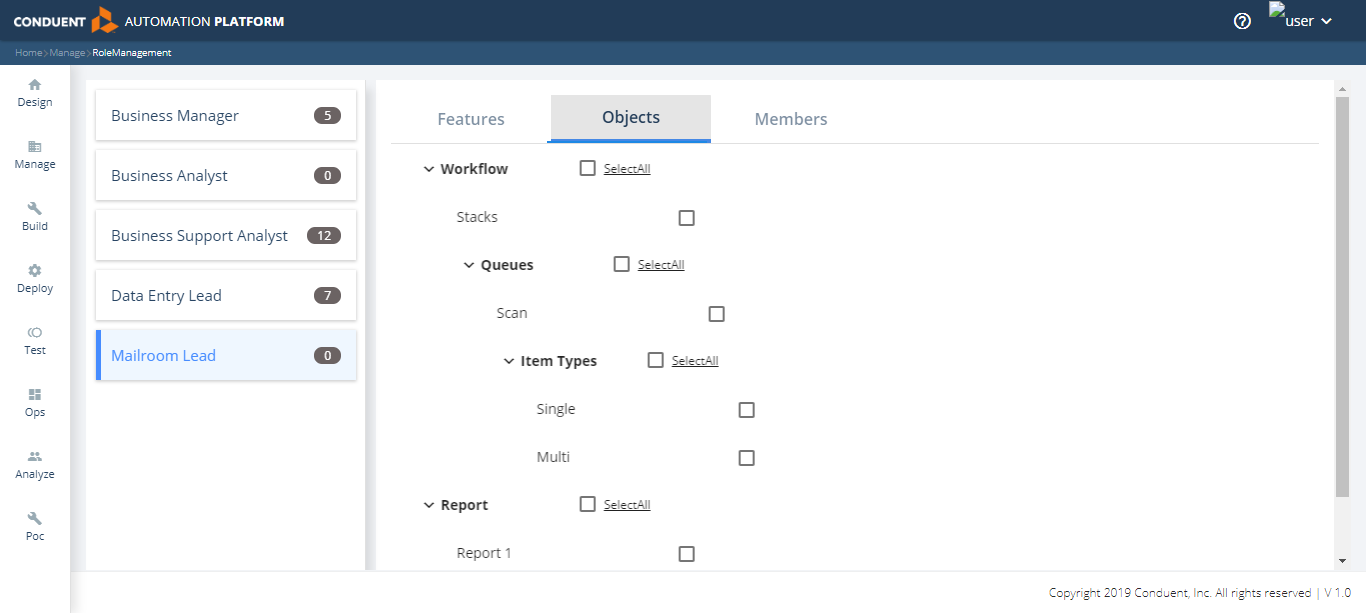 CONDUENT AUTOMATION PLATFORM
user
Home>Manage>RoleManagement
Design
Manage
Build
Deploy
Test
Ops
Analyze
Poc
Business Manager 5
Business Analyst 0
Business Support Analyst 12
Data Entry Lead 7
Mailroom Lead 0
Features Objects Members
Workflow SelectAll
Stacks
Queues SelectAll
Scan
Item Types SelectAll
Single
Multi
Report SelectAll
Report 1
Copyright 2019 Conduent, Inc. All rights reserved | V 1.0